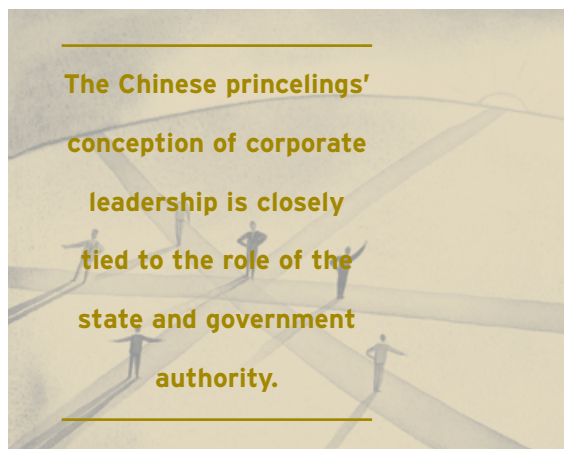 The Chinese princelings’
conception of corporate
leadership is closely
tied to the role of the
state and government
authority.